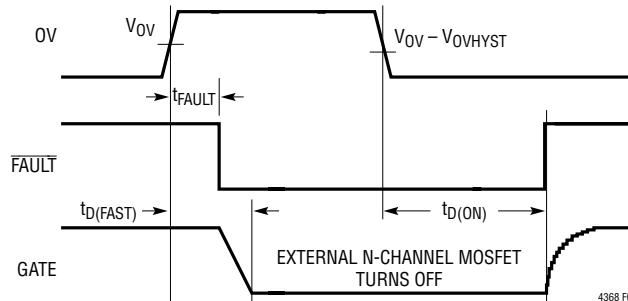 OV
V_OV
V_OV – V_OVHYST
t_FAULT
FAULT
t_D(FAST)
t_D(ON)
GATE
EXTERNAL N-CHANNEL MOSFET
TURNS OFF
4368